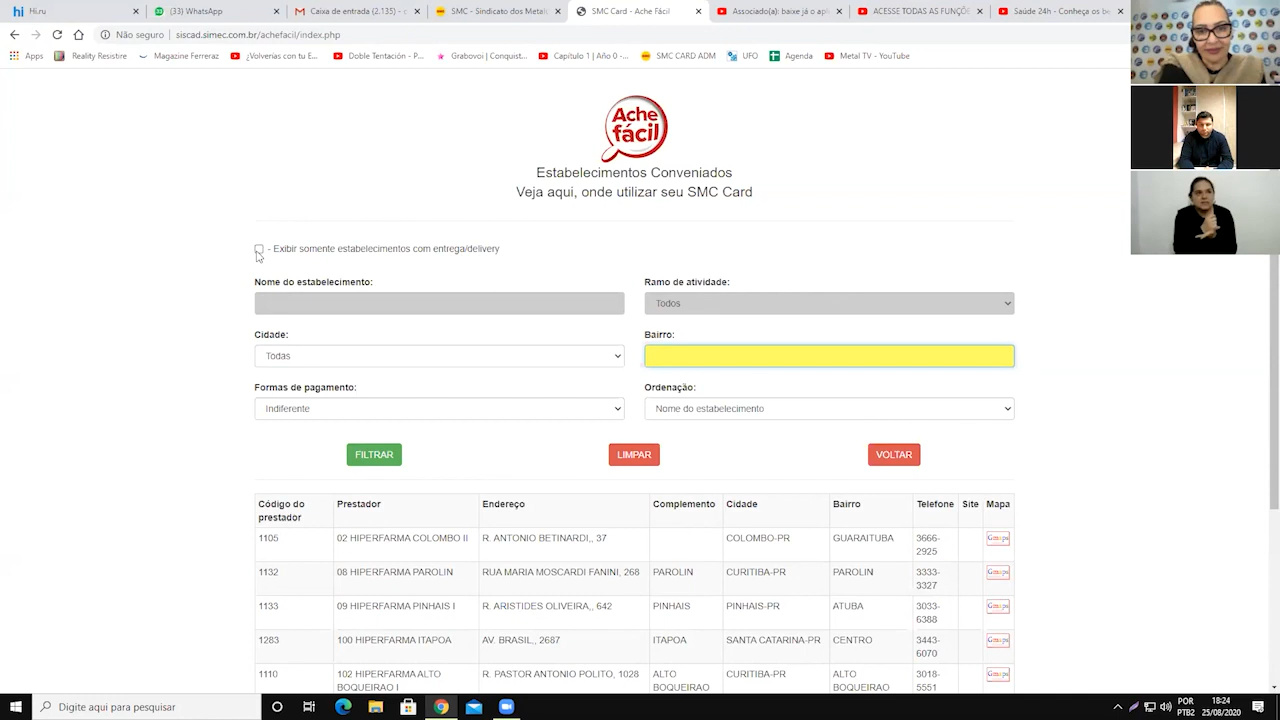 Hi.ru
(33) WhatsApp
Caixa de entrada (2.135) - c
SMC - Sindicato dos Metal
SMC Card - Ache Fácil
Associado(a): baixe já o apl
ACESSE TODAS AS FUNÇÕE
Saúde 24h - Conheça os be
Não seguro | siscad.simec.com.br/achefacil/index.php
Apps
Reality Resistire
Magazine Ferreraz
¿Volverías con tu E...
Doble Tentación - P...
Grabovoi | Conquist...
Capítulo 1 | Año 0 -...
SMC CARD ADM
UFO
Agenda
Metal TV - YouTube
Ache
fácil
Estabelecimentos Conveniados
Veja aqui, onde utilizar seu SMC Card
- Exibir somente estabelecimentos com entrega/delivery
Nome do estabelecimento: Ramo de atividade:
Todos
Cidade: Bairro:
Todas
Formas de pagamento: Ordenação:
Indiferente Nome do estabelecimento
FILTRAR LIMPAR VOLTAR
Código do prestador Prestador Endereço Complemento Cidade Bairro Telefone Site Mapa
1105 02 HIPERFARMA COLOMBO II R. ANTONIO BETINARDI,, 37 COLOMBO-PR GUARAITUBA 3666-2925
1132 08 HIPERFARMA PAROLIN RUA MARIA MOSCARDI FANINI, 268 PAROLIN CURITIBA-PR PAROLIN 3333-3327
1133 09 HIPERFARMA PINHAIS I R. ARISTIDES OLIVEIRA,, 642 PINHAIS PINHAIS-PR ATUBA 3033-6388
1283 100 HIPERFARMA ITAPOA AV. BRASIL,, 2687 ITAPOA SANTA CATARINA-PR CENTRO 3443-6070
1110 102 HIPERFARMA ALTO BOQUEIRAO I R. PASTOR ANTONIO POLITO, 1028 ALTO BOQUEIRAO CURITIBA-PR ALTO BOQUEIRAO 3018-5551
Digite aqui para pesquisar
POR
PTB2
18:24
25/08/2020